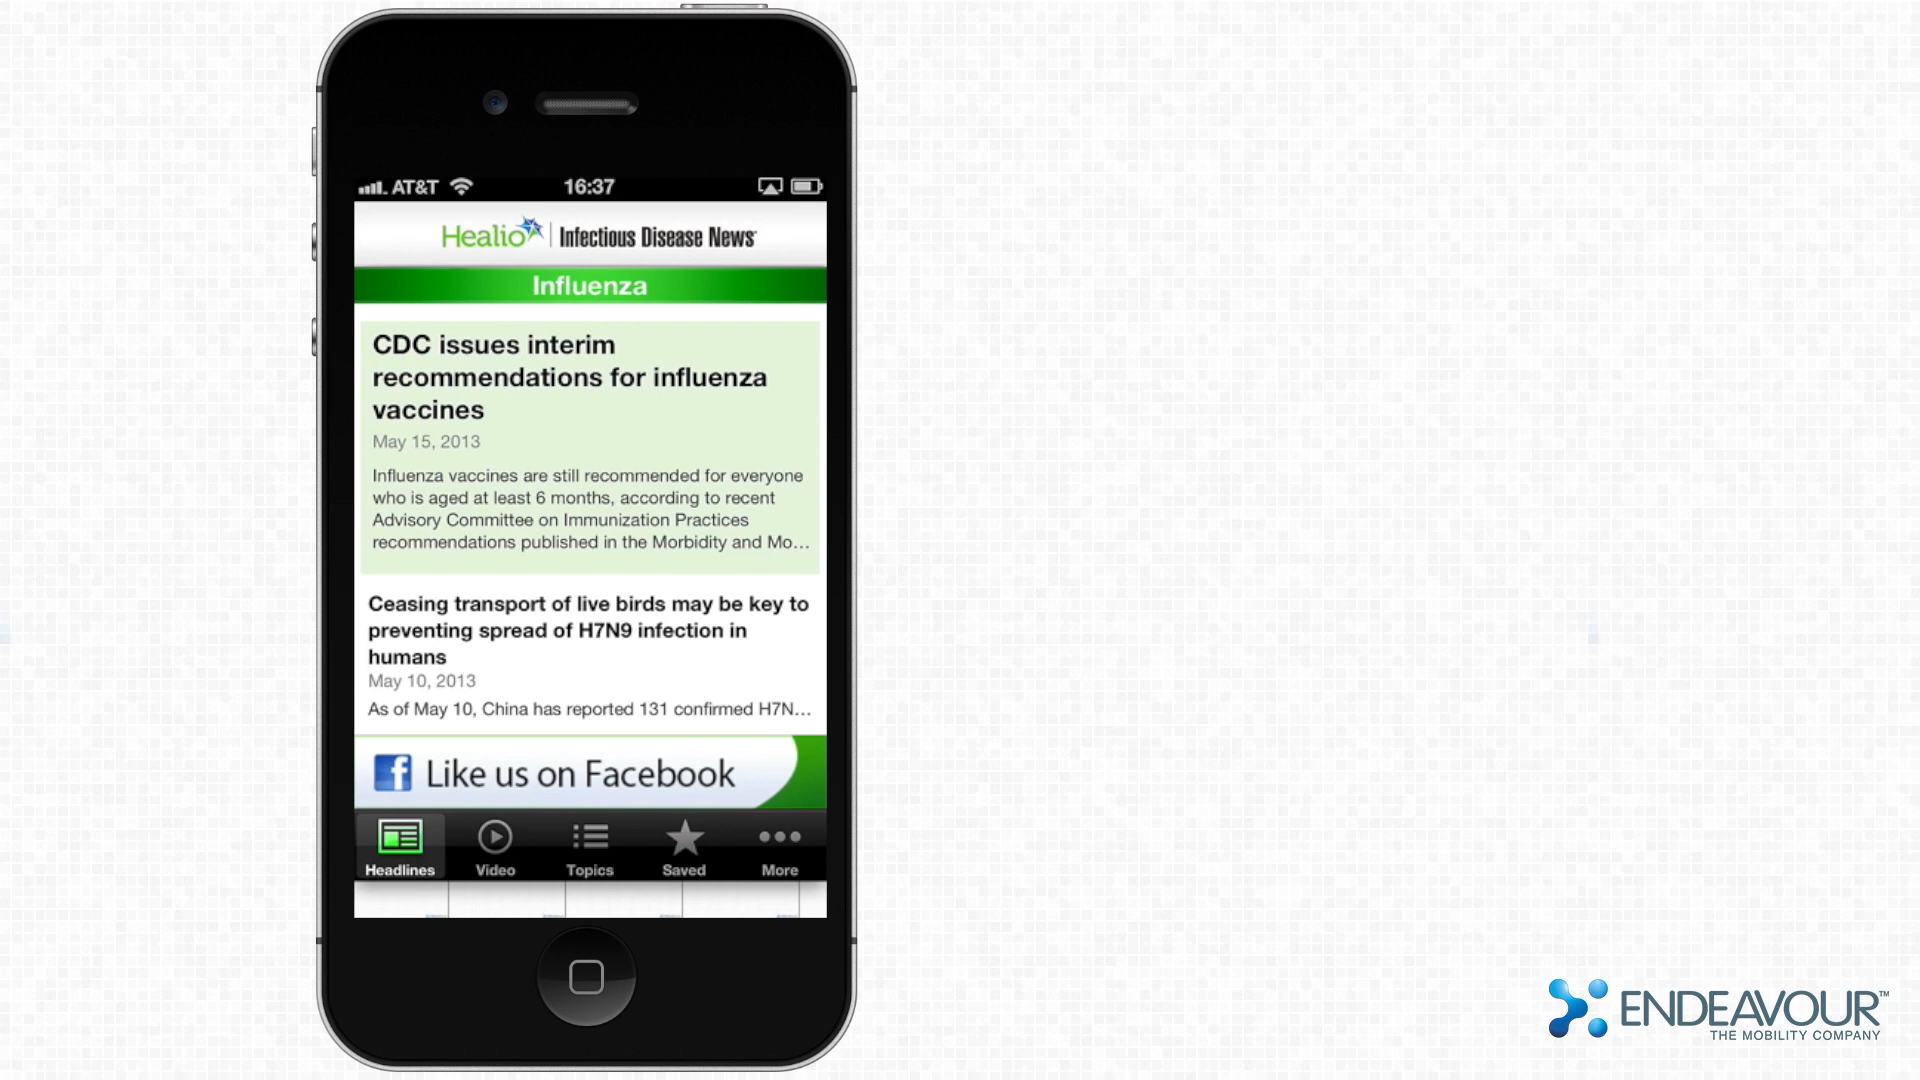 AT&T 16:37
Healio Infectious Disease News
Influenza
CDC issues interim
recommendations for influenza
vaccines
May 15, 2013
Influenza vaccines are still recommended for everyone
who is aged at least 6 months, according to recent
Advisory Committee on Immunization Practices
recommendations published in the Morbidity and Mo...
Ceasing transport of live birds may be key to
preventing spread of H7N9 infection in
humans
May 10, 2013
As of May 10, China has reported 131 confirmed H7N...
f Like us on Facebook
Headlines Video Topics Saved More
ENDEAVOUR™
THE MOBILITY COMPANY